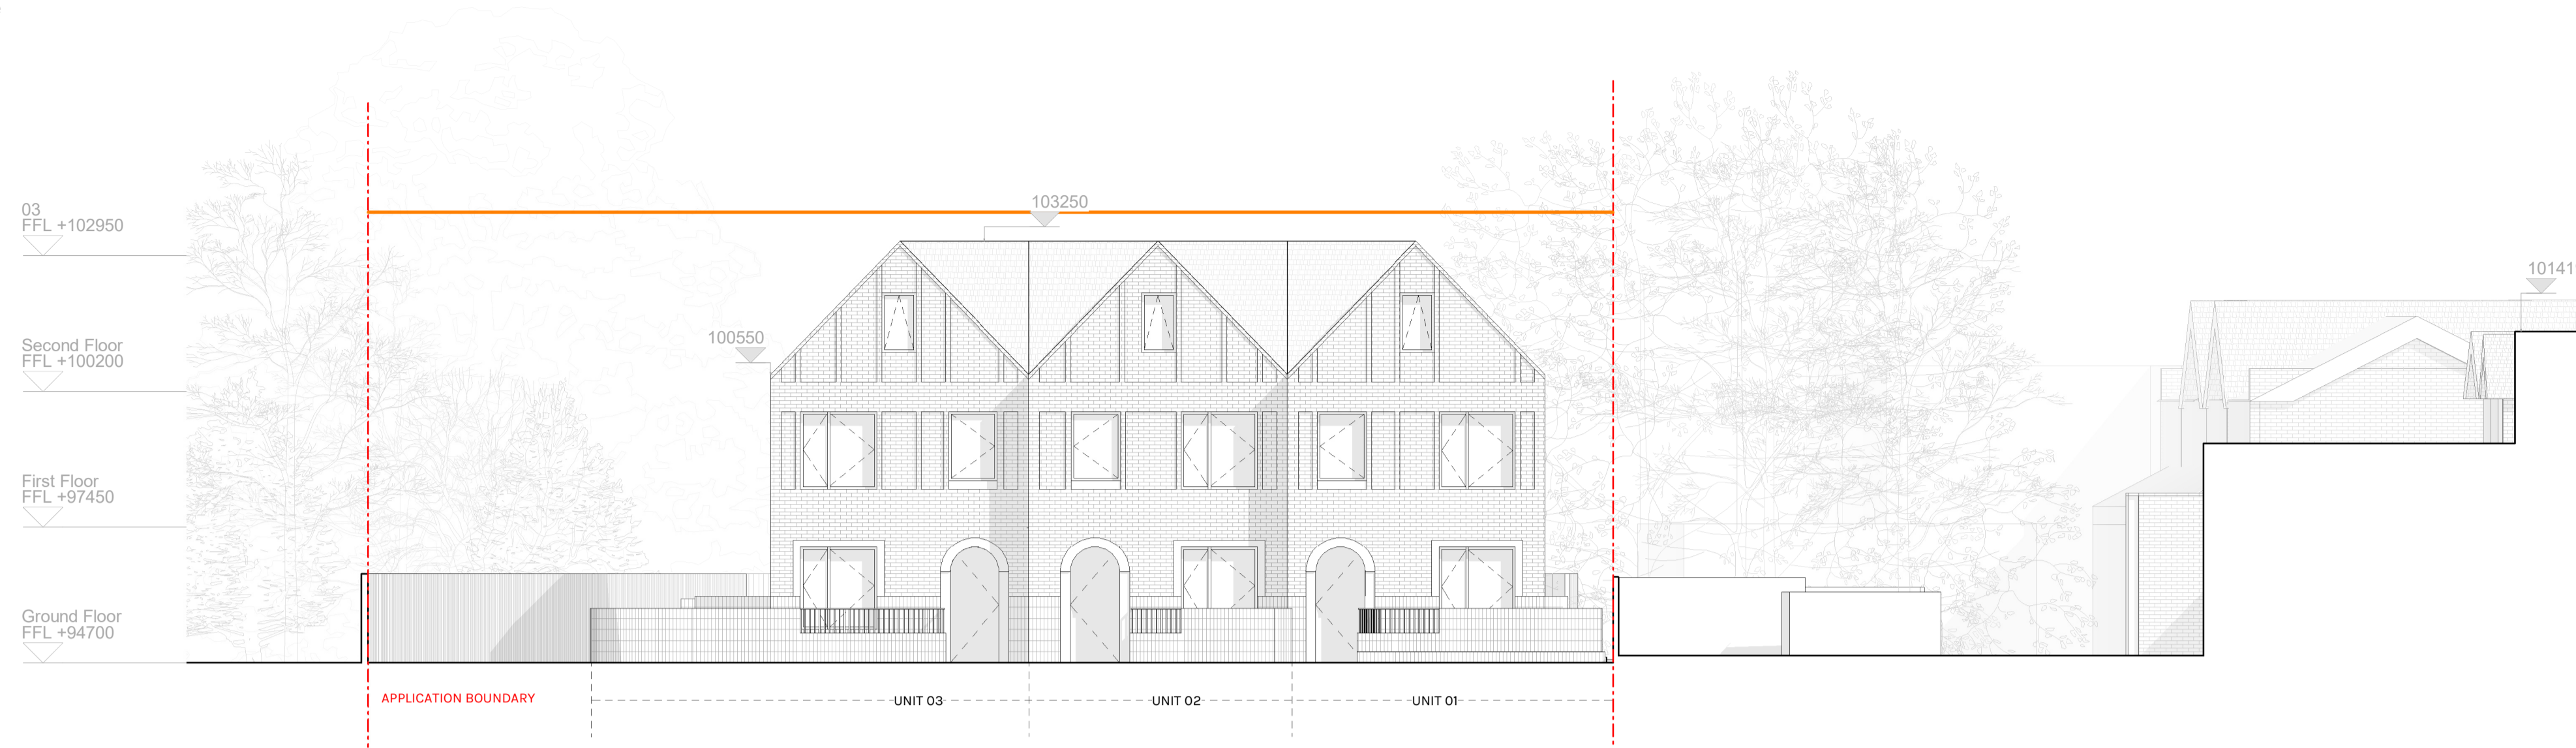 03
FFL +102950
103250
10141
Second Floor
FFL +100200
100550
First Floor
FFL +97450
Ground Floor
FFL +94700
APPLICATION BOUNDARY
UNIT 03
UNIT 02
UNIT 01